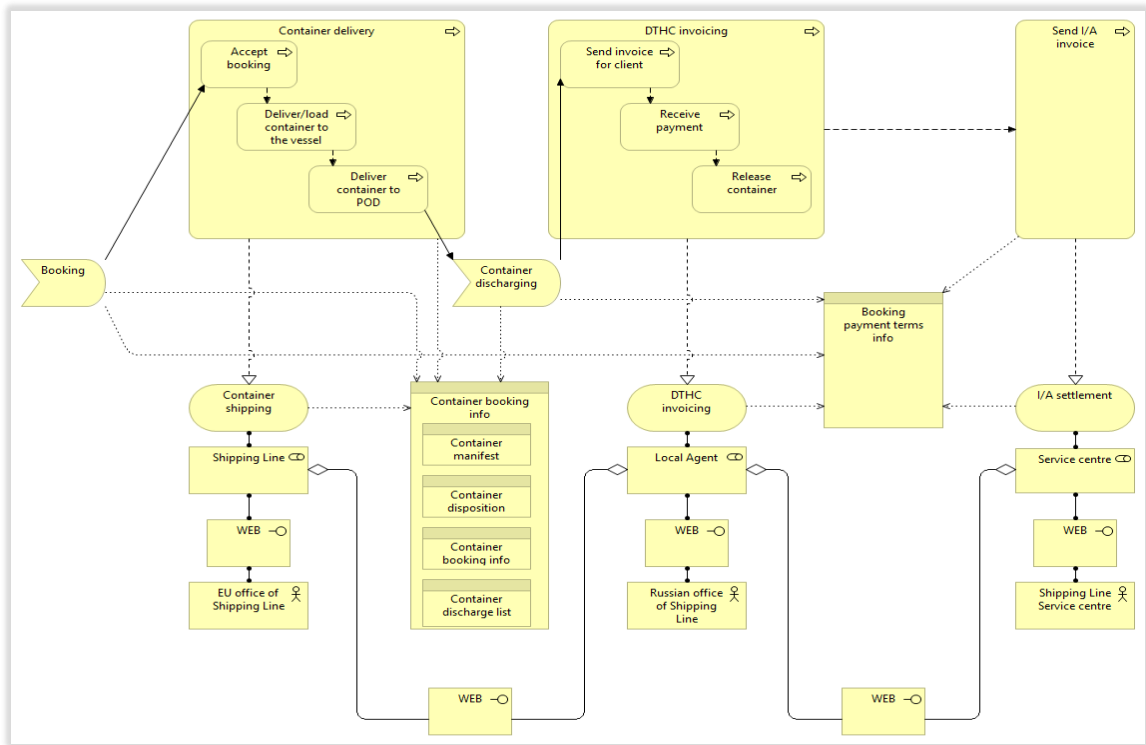 Container delivery
Accept
booking
Deliver/load
container to
the vessel
Deliver
container to
POD
DTHC invoicing
Send invoice
for client
Receive
payment
Release
container
Send I/A
invoice
Booking
Container
discharging
Booking
payment terms
info
Container
shipping
Container booking
info
Container
manifest
Container
disposition
Container
booking info
Container
discharge list
DTHC
invoicing
I/A settlement
Shipping Line
Local Agent
Service centre
WEB
WEB
WEB
EU office of
Shipping Line
Russian office
of Shipping
Line
Shipping Line
Service centre
WEB
WEB